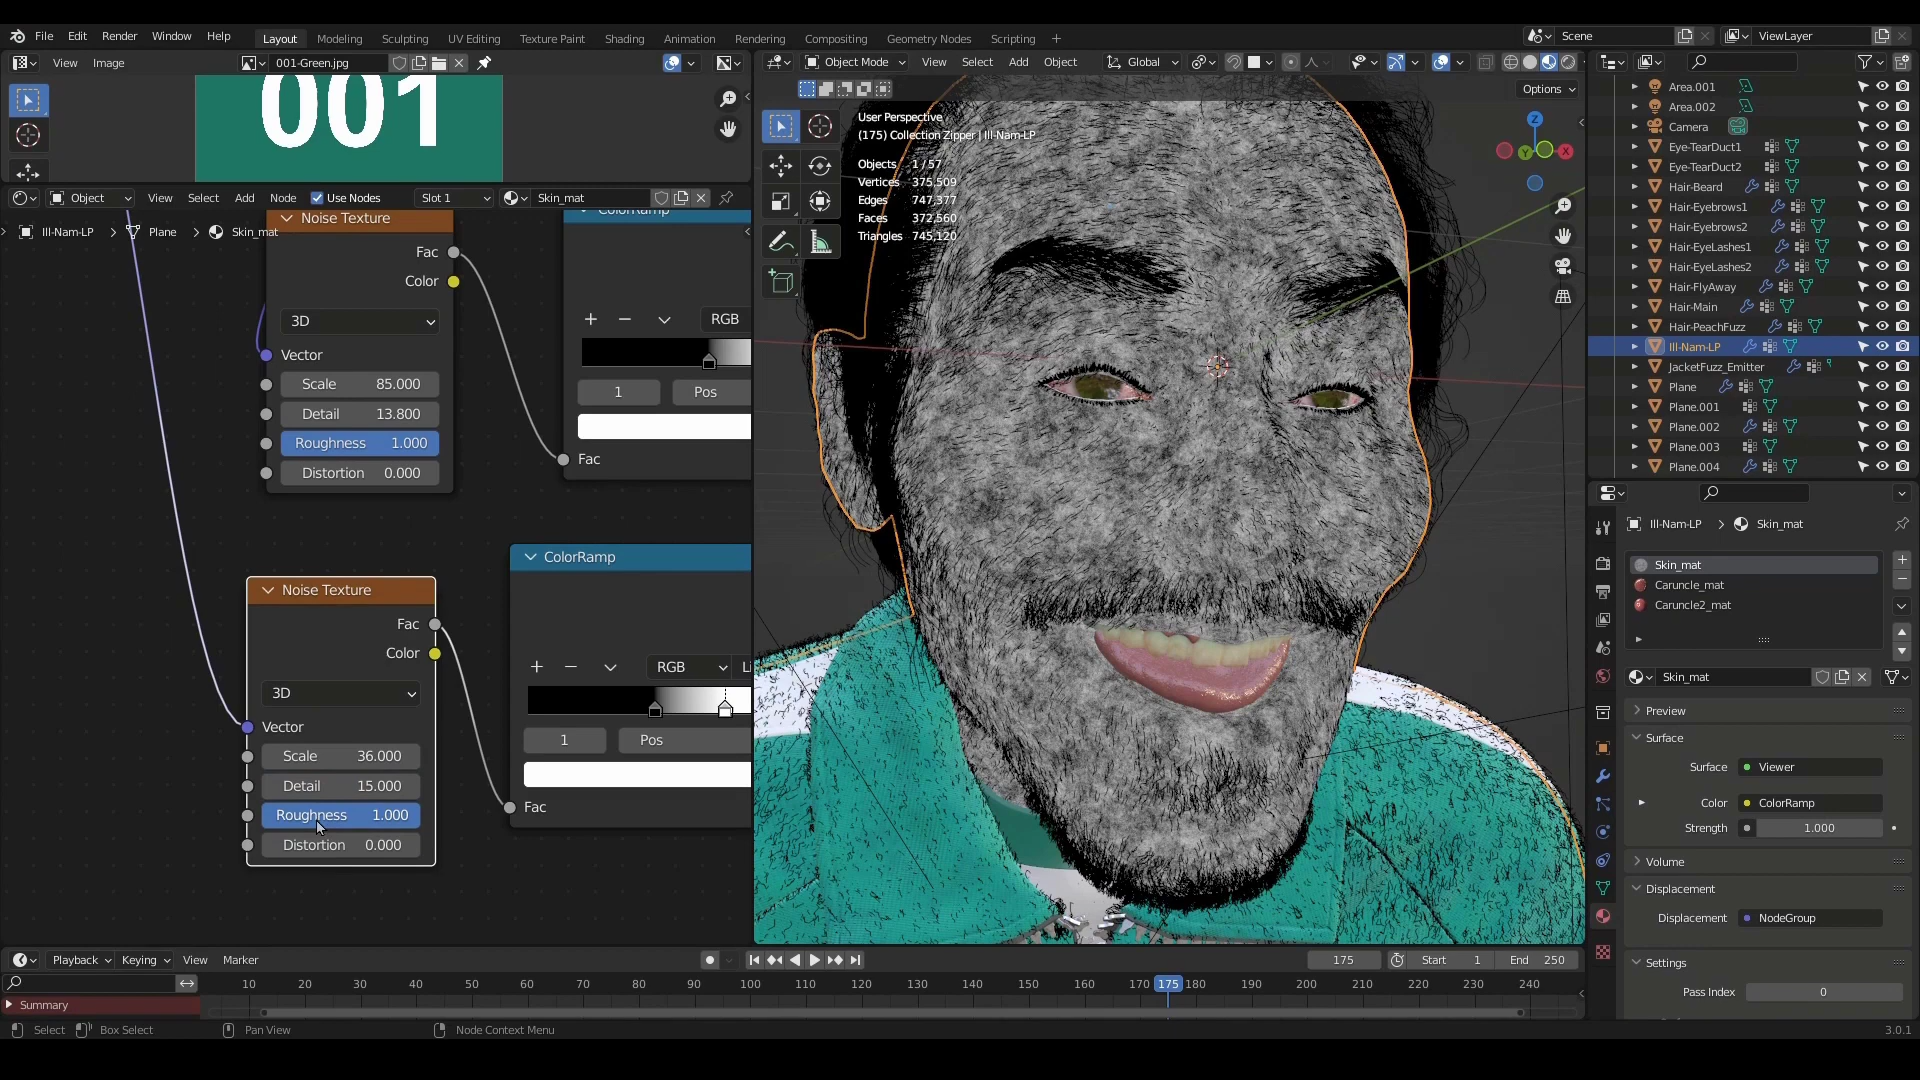 File Edit Render Window Help Layout Modeling Sculpting UV Editing Texture Paint Shading Animation Rendering Compositing Geometry Nodes Scripting + Scene ViewLayer
View Image 001-Green.jpg
001
Object View Select Add Node Use Nodes Slot 1 Skin_mat
Ill-Nam-LP > Plane > Skin_mat
Noise Texture
Fac
Color
3D
Vector
Scale 85.000
Detail 13.800
Roughness 1.000
Distortion 0.000
ColorRamp
RGB
1 Pos
Fac
Noise Texture
Fac
Color
3D
Vector
Scale 36.000
Detail 15.000
Roughness 1.000
Distortion 0.000
ColorRamp
RGB Li
1 Pos
Fac
Object Mode View Select Add Object Global
Options
User Perspective
(175) Collection Zipper | Ill-Nam-LP
Objects 1/57
Vertices 375,509
Edges 747,377
Faces 372,560
Triangles 745,120
Z
Y
X
Area.001
Area.002
Camera
Eye-TearDuct1
Eye-TearDuct2
Hair-Beard
Hair-Eyebrows1
Hair-Eyebrows2
Hair-EyeLashes1
Hair-EyeLashes2
Hair-FlyAway
Hair-Main
Hair-PeachFuzz
Ill-Nam-LP
JacketFuzz_Emitter
Plane
Plane.001
Plane.002
Plane.003
Plane.004
Ill-Nam-LP > Skin_mat
Skin_mat
Caruncle_mat
Caruncle2_mat
Skin_mat
Preview
Surface
Surface Viewer
Color ColorRamp
Strength 1.000
Volume
Displacement
Displacement NodeGroup
Settings
Pass Index 0
Playback Keying View Marker 175 Start 1 End 250
10 20 30 40 50 60 70 80 90 100 110 120 130 140 150 160 170 175 180 190 200 210 220 230 240
Summary
Select Box Select Pan View Node Context Menu 3.0.1